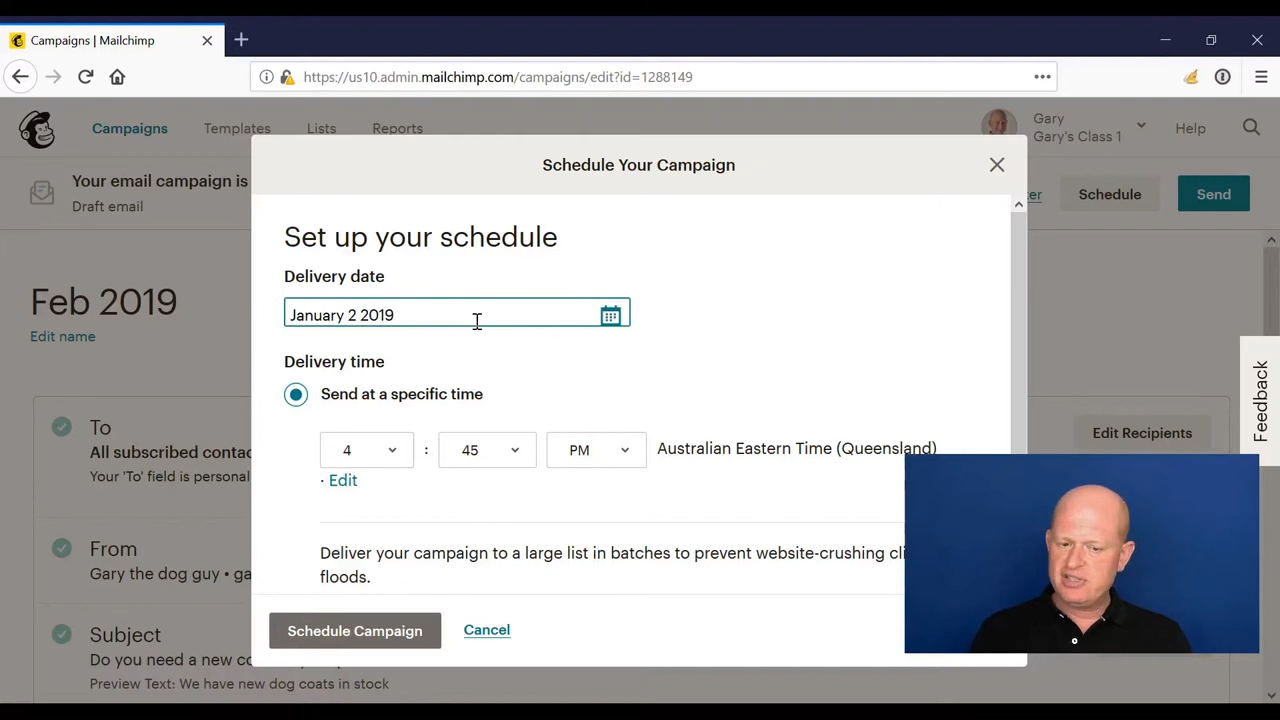 Campaigns | Mailchimp
https://us10.admin.mailchimp.com/campaigns/edit?id=1288149
Campaigns
Templates
Lists
Reports
Gary
Gary's Class 1
Help
Your email campaign is
Draft email
ter
Schedule
Send
Schedule Your Campaign
Feb 2019
Edit name
Set up your schedule
Delivery date
January 2 2019
Delivery time
Send at a specific time
4 : 45 PM Australian Eastern Time (Queensland)
· Edit
Deliver your campaign to a large list in batches to prevent website-crushing cli
floods.
Schedule Campaign
Cancel
To
All subscribed contac
Your 'To' field is personal
Edit Recipients
From
Gary the dog guy • ga
Subject
Do you need a new co
Preview Text: We have new dog coats in stock
Feedback